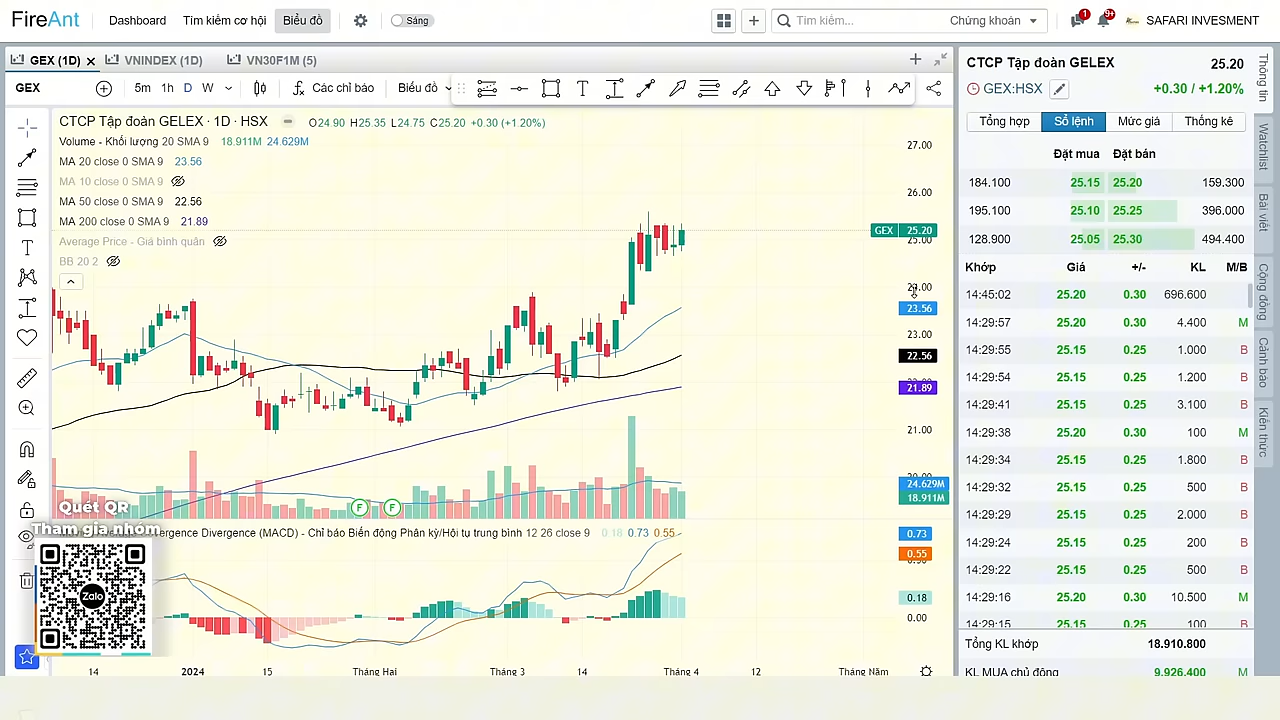 FireAnt Dashboard Tìm kiếm cơ hội Biểu đồ Sáng Tìm kiếm. Chứng khoán 1 9+ SAFARI INVESMENT
GEX (1D) VNINDEX (1D) VN30F1M (5)
GEX 5m 1h D W Các chỉ báo Biểu đồ
CTCP Tập đoàn GELEX · 1D · HSX O24.90 H25.35 L24.75 C25.20 +0.30 (+1.20%)
Volume - Khối lượng 20 SMA 9 18.911M 24.629M
MA 20 close 0 SMA 9 23.56
MA 10 close 0 SMA 9
MA 50 close 0 SMA 9 22.56
MA 200 close 0 SMA 9 21.89
Average Price - Giá bình quân
BB 20 2
27.00
26.00
GEX 25.20
25.00
24.00
23.56
23.00
22.56
21.89
21.00
20.00
24.629M
18.911M
F F
Quét QR
Tham gia nhóm
Zalo
ergence Divergence (MACD) - Chỉ báo Biến động Phân kỳ/Hội tụ trung bình 12 26 close 9 0.18 0.73 0.55
0.73
0.55
0.18
0.00
14 2024 15 Tháng Hai Tháng 3 14 Tháng 4 12 Tháng Năm
CTCP Tập đoàn GELEX 25.20
GEX:HSX +0.30 / +1.20%
Tổng hợp Sổ lệnh Mức giá Thống kê
Đặt mua Đặt bán
184.100 25.15 25.20 159.300
195.100 25.10 25.25 396.000
128.900 25.05 25.30 494.400
Khớp Giá +/- KL M/B
14:45:02 25.20 0.30 696.600
14:29:57 25.20 0.30 4.400 M
14:29:55 25.15 0.25 1.000 B
14:29:54 25.15 0.25 1.200 B
14:29:41 25.15 0.25 3.100 B
14:29:38 25.20 0.30 100 M
14:29:34 25.15 0.25 1.800 B
14:29:32 25.15 0.25 500 B
14:29:29 25.15 0.25 2.000 B
14:29:24 25.15 0.25 200 B
14:29:22 25.15 0.25 500 B
14:29:16 25.20 0.30 10.500 M
14:29:15 25.15 0.25 100 B
Tổng KL khớp 18.910.800
KL MUA chủ động 9.926.400 M
Thông tin
Watchlist
Bài viết
Cộng đồng
Cảnh báo
Kiến thức